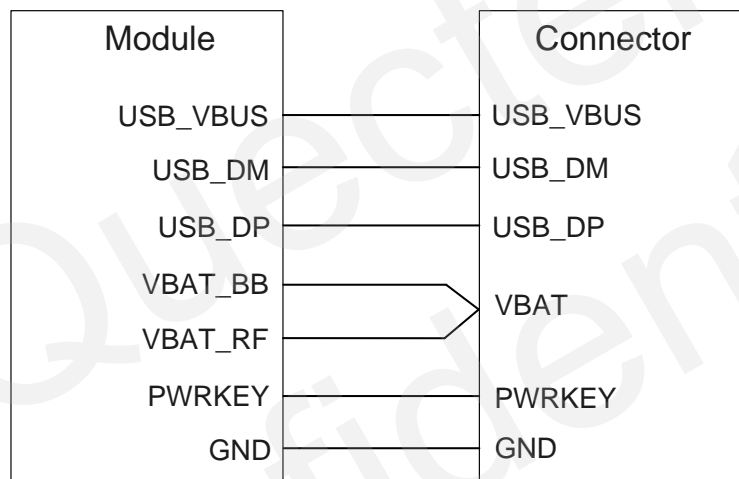 Module Connector
USB_VBUS USB_VBUS
USB_DM USB_DM
USB_DP USB_DP
VBAT_BB
VBAT
VBAT_RF
PWRKEY PWRKEY
GND GND